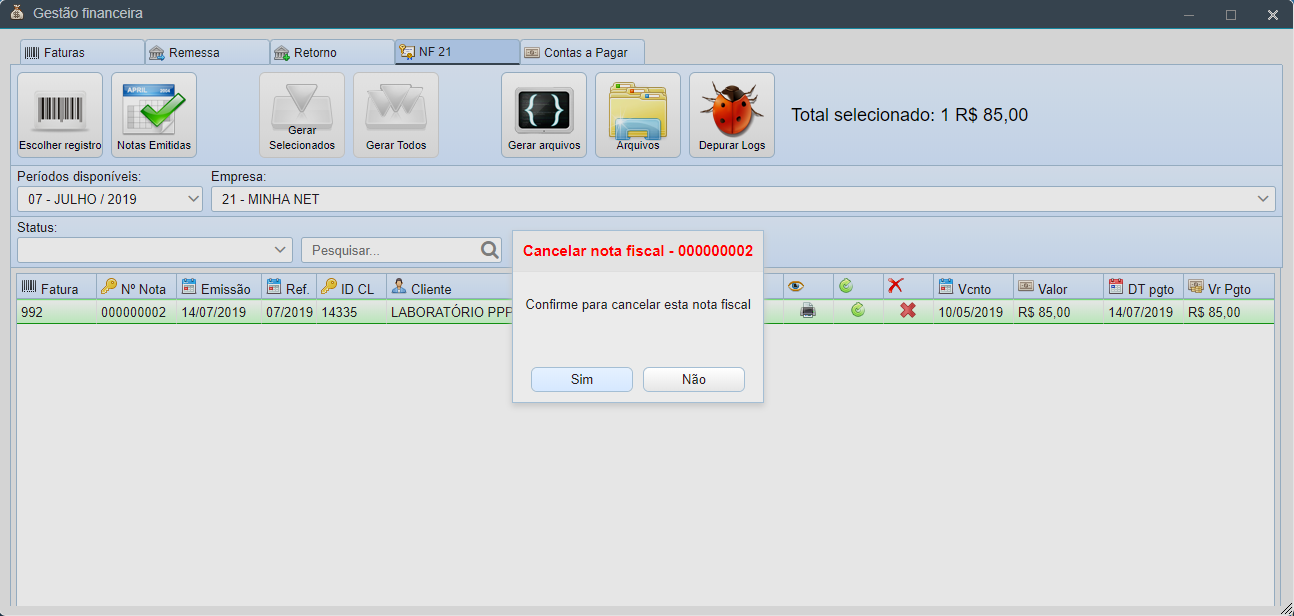 Gestão financeira
Faturas
Remessa
Retorno
NF 21
Contas a Pagar
Escolher registro
APRIL 2004
Notas Emitidas
Gerar
Selecionados
Gerar Todos
{ }
Gerar arquivos
Arquivos
Depurar Logs
Total selecionado: 1 R$ 85,00
Períodos disponíveis:
Empresa:
07 - JULHO / 2019
21 - MINHA NET
Status:
Pesquisar...
Cancelar nota fiscal - 000000002
Confirme para cancelar esta nota fiscal
Sim
Não
Fatura Nº Nota Emissão Ref. ID CL Cliente Vcnto Valor DT pgto Vr Pgto
992 000000002 14/07/2019 07/2019 14335 LABORATÓRIO PPP 10/05/2019 R$ 85,00 14/07/2019 R$ 85,00